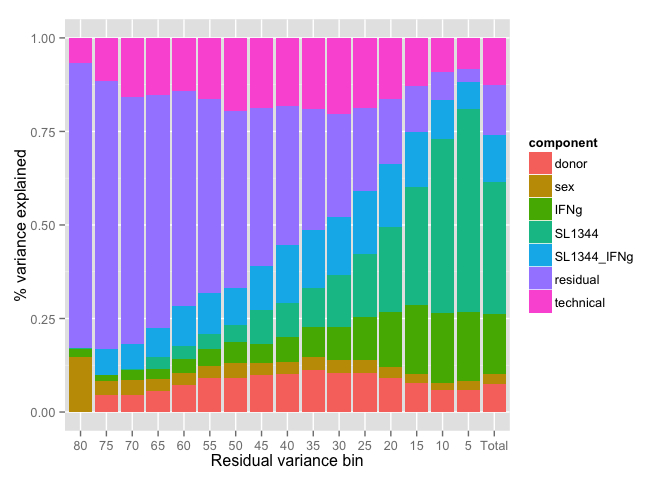 % variance explained
1.00
0.75
0.50
0.25
0.00
80 75 70 65 60 55 50 45 40 35 30 25 20 15 10 5 Total
Residual variance bin
component
donor
sex
IFNg
SL1344
SL1344_IFNg
residual
technical